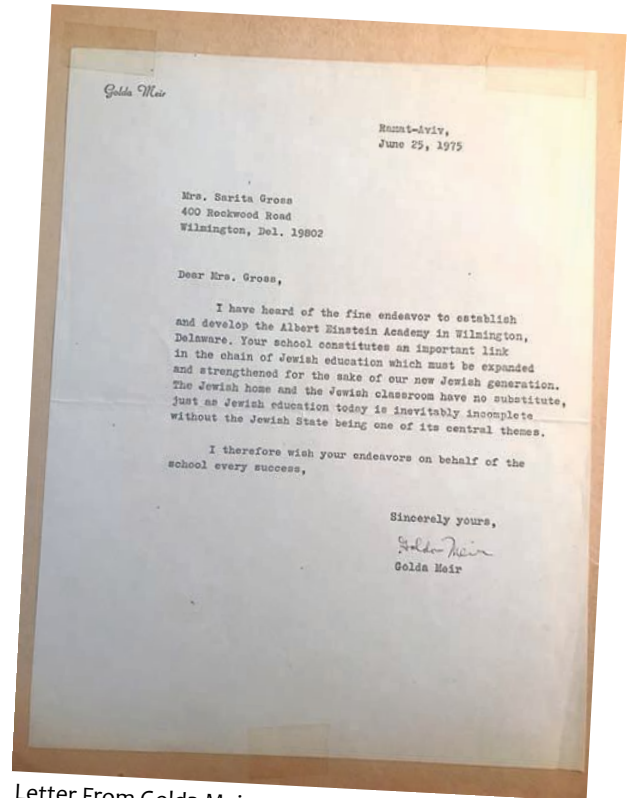 Golda Meir
Ramat-Aviv,
June 25, 1975
Mrs. Sarita Gross
400 Rockwood Road
Wilmington, Del. 19802
Dear Mrs. Gross,
I have heard of the fine endeavor to establish
and develop the Albert Einstein Academy in Wilmington,
Delaware. Your school constitutes an important link
in the chain of Jewish education which must be expanded
and strengthened for the sake of our new Jewish generation.
The Jewish home and the Jewish classroom have no substitute,
just as Jewish education today is inevitably incomplete
without the Jewish State being one of its central themes.
I therefore wish your endeavors on behalf of the
school every success,
Sincerely yours,
Golda Meir
Golda Meir
Letter From Golda